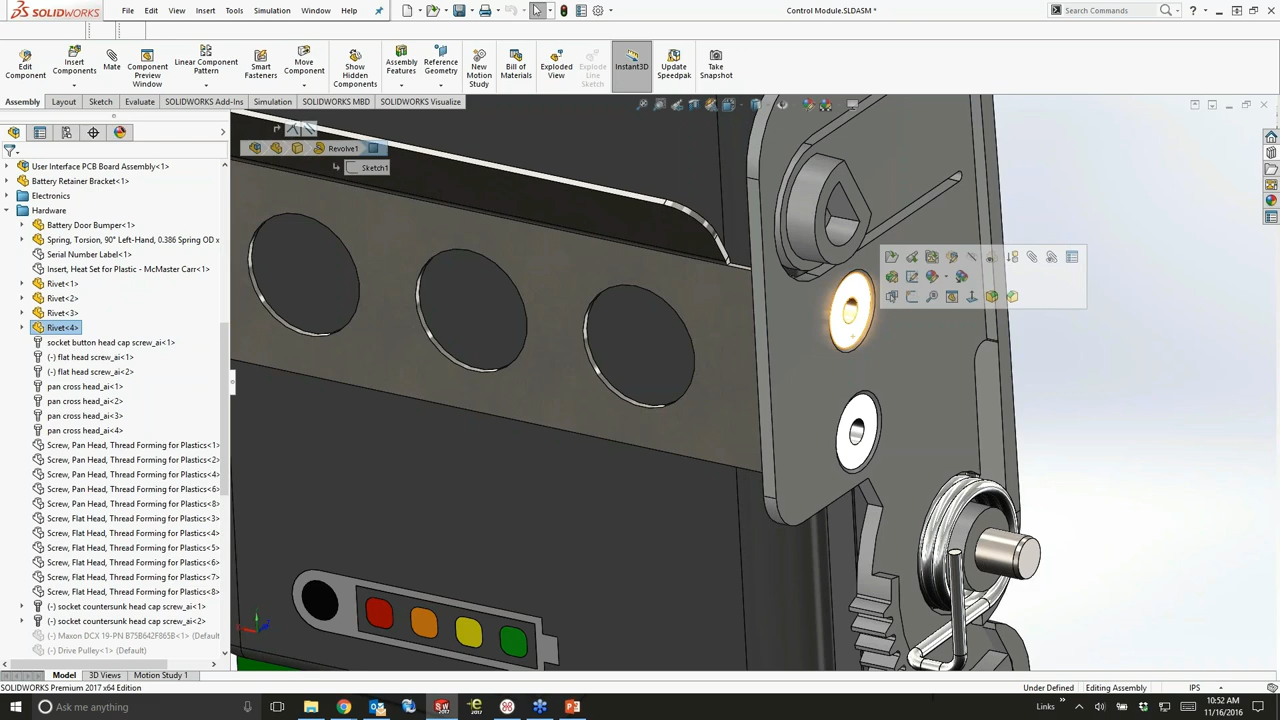 SOLIDWORKS
File
Edit
View
Insert
Tools
Simulation
Window
Help
Control Module.SLDASM *
Search Commands
Edit Component
Insert Components
Mate
Component Preview Window
Linear Component Pattern
Smart Fasteners
Move Component
Show Hidden Components
Assembly Features
Reference Geometry
New Motion Study
Bill of Materials
Exploded View
Explode Line Sketch
Instant3D
Update Speedpak
Take Snapshot
Assembly
Layout
Sketch
Evaluate
SOLIDWORKS Add-Ins
Simulation
SOLIDWORKS MBD
SOLIDWORKS Visualize
Revolve1
Sketch1
User Interface PCB Board Assembly<1>
Battery Retainer Bracket<1>
Electronics
Hardware
Battery Door Bumper<1>
Spring, Torsion, 90° Left-Hand, 0.386 Spring OD x
Serial Number Label<1>
Insert, Heat Set for Plastic - McMaster Carr<1>
Rivet<1>
Rivet<2>
Rivet<3>
Rivet<4>
socket button head cap screw_ai<1>
(-) flat head screw_ai<1>
(-) flat head screw_ai<2>
pan cross head_ai<1>
pan cross head_ai<2>
pan cross head_ai<3>
pan cross head_ai<4>
Screw, Pan Head, Thread Forming for Plastics<1>
Screw, Pan Head, Thread Forming for Plastics<2>
Screw, Pan Head, Thread Forming for Plastics<4>
Screw, Pan Head, Thread Forming for Plastics<6>
Screw, Pan Head, Thread Forming for Plastics<8>
Screw, Flat Head, Thread Forming for Plastics<3>
Screw, Flat Head, Thread Forming for Plastics<4>
Screw, Flat Head, Thread Forming for Plastics<5>
Screw, Flat Head, Thread Forming for Plastics<6>
Screw, Flat Head, Thread Forming for Plastics<7>
Screw, Flat Head, Thread Forming for Plastics<8>
(-) socket countersunk head cap screw_ai<1>
(-) socket countersunk head cap screw_ai<2>
(-) Maxon DCX 19-PN B75B642F865B<1> (Default
(-) Drive Pulley<1> (Default)
Model
3D Views
Motion Study 1
SOLIDWORKS Premium 2017 x64 Edition
Under Defined
Editing Assembly
IPS
Ask me anything
Links
10:52 AM
11/16/2016